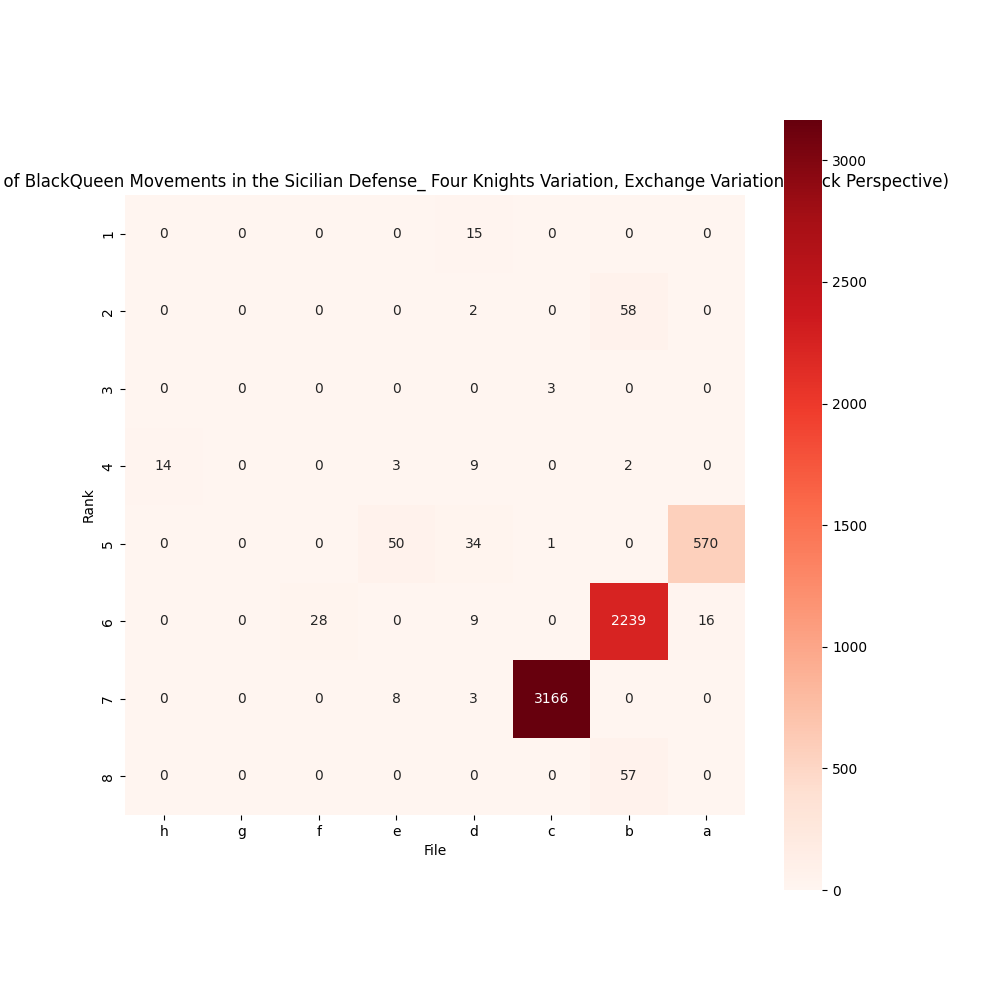 of BlackQueen Movements in the Sicilian Defense_ Four Knights Variation, Exchange Variation ck Perspective)
3000
1 0 0 0 0 15 0 0 0
2500
2 0 0 0 0 2 0 58 0
3 0 0 0 0 0 3 0 0
2000
4 14 0 0 3 9 0 2 0
Rank
1500
5 0 0 0 50 34 1 0 570
6 0 0 28 0 9 0 2239 16
1000
7 0 0 0 8 3 3166 0 0
500
8 0 0 0 0 0 0 57 0
h g f e d c b a
File
0